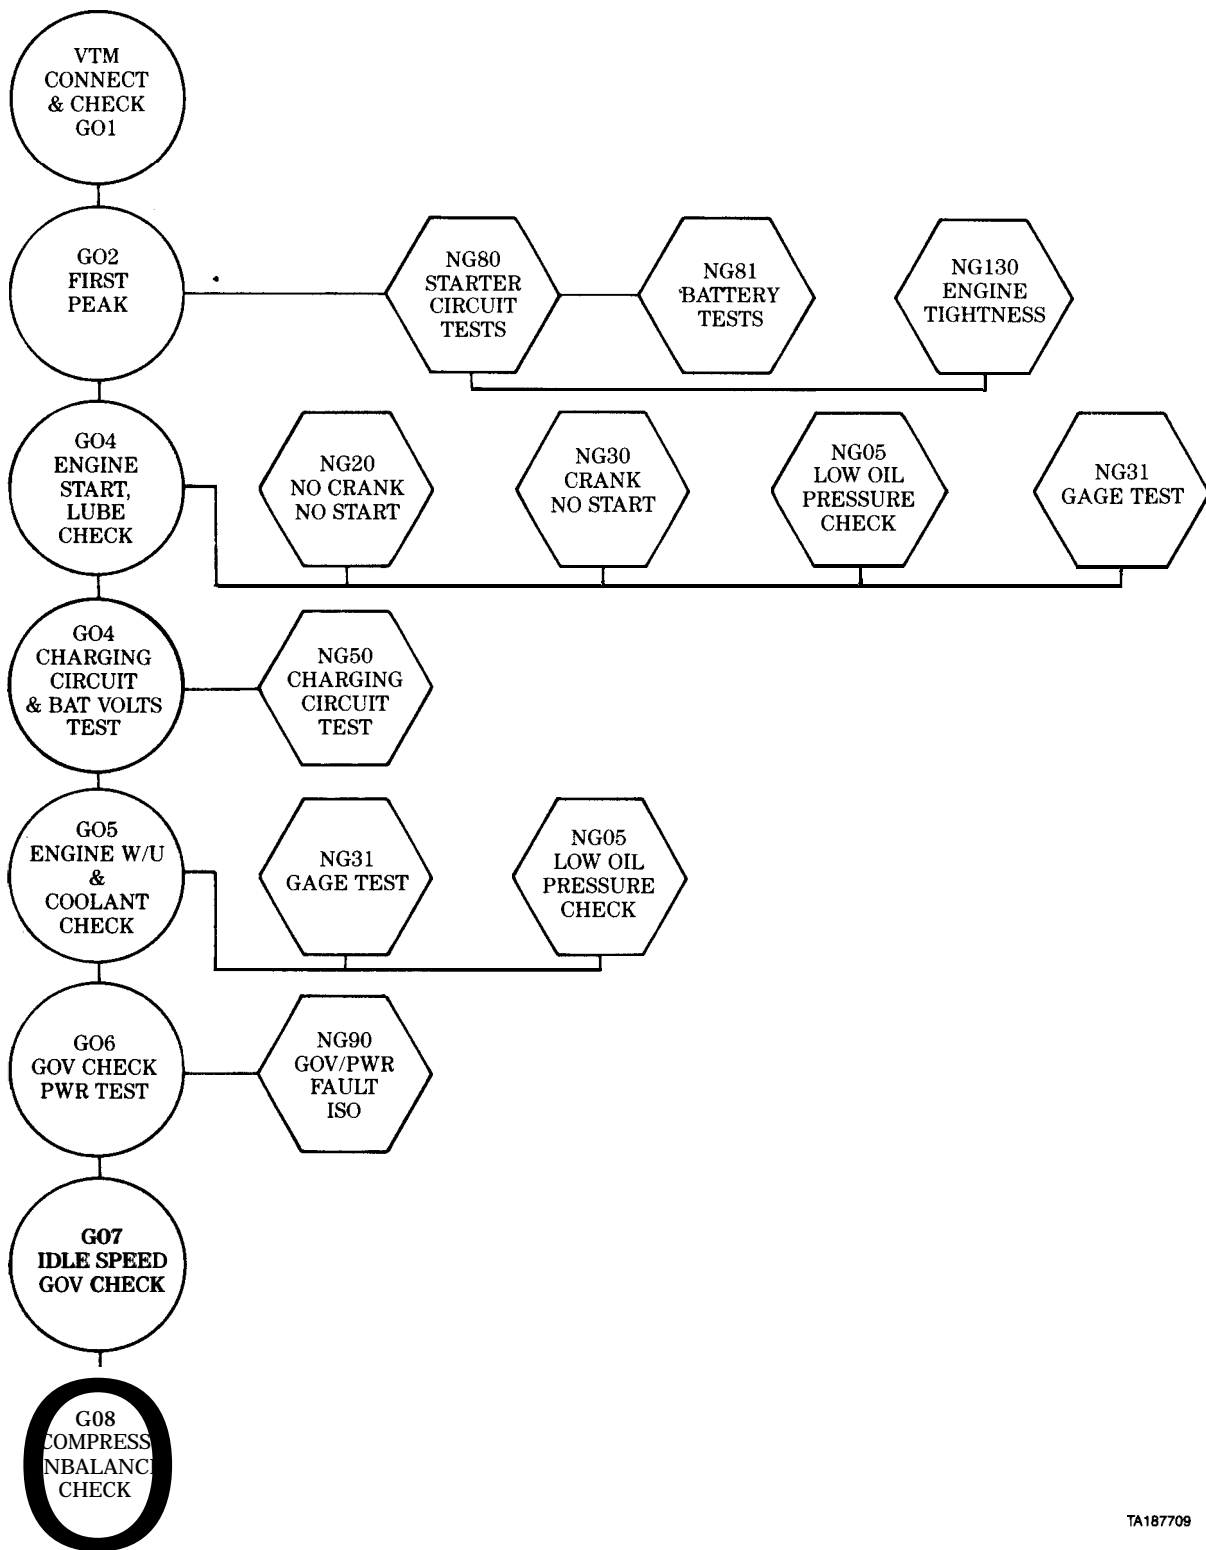 VTM
CONNECT
& CHECK
GO1
GO2
FIRST
PEAK
NG80
STARTER
CIRCUIT
TESTS
NG81
BATTERY
TESTS
NG130
ENGINE
TIGHTNESS
GO4
ENGINE
START,
LUBE
CHECK
NG20
NO CRANK
NO START
NG30
CRANK
NO START
NG05
LOW OIL
PRESSURE
CHECK
NG31
GAGE TEST
GO4
CHARGING
CIRCUIT
& BAT VOLTS
TEST
NG50
CHARGING
CIRCUIT
TEST
GO5
ENGINE W/U
&
COOLANT
CHECK
NG31
GAGE TEST
NG05
LOW OIL
PRESSURE
CHECK
GO6
GOV CHECK
PWR TEST
NG90
GOV/PWR
FAULT
ISO
GO7
IDLE SPEED
GOV CHECK
G08
COMPRESS
NBALANC
CHECK
TA187709